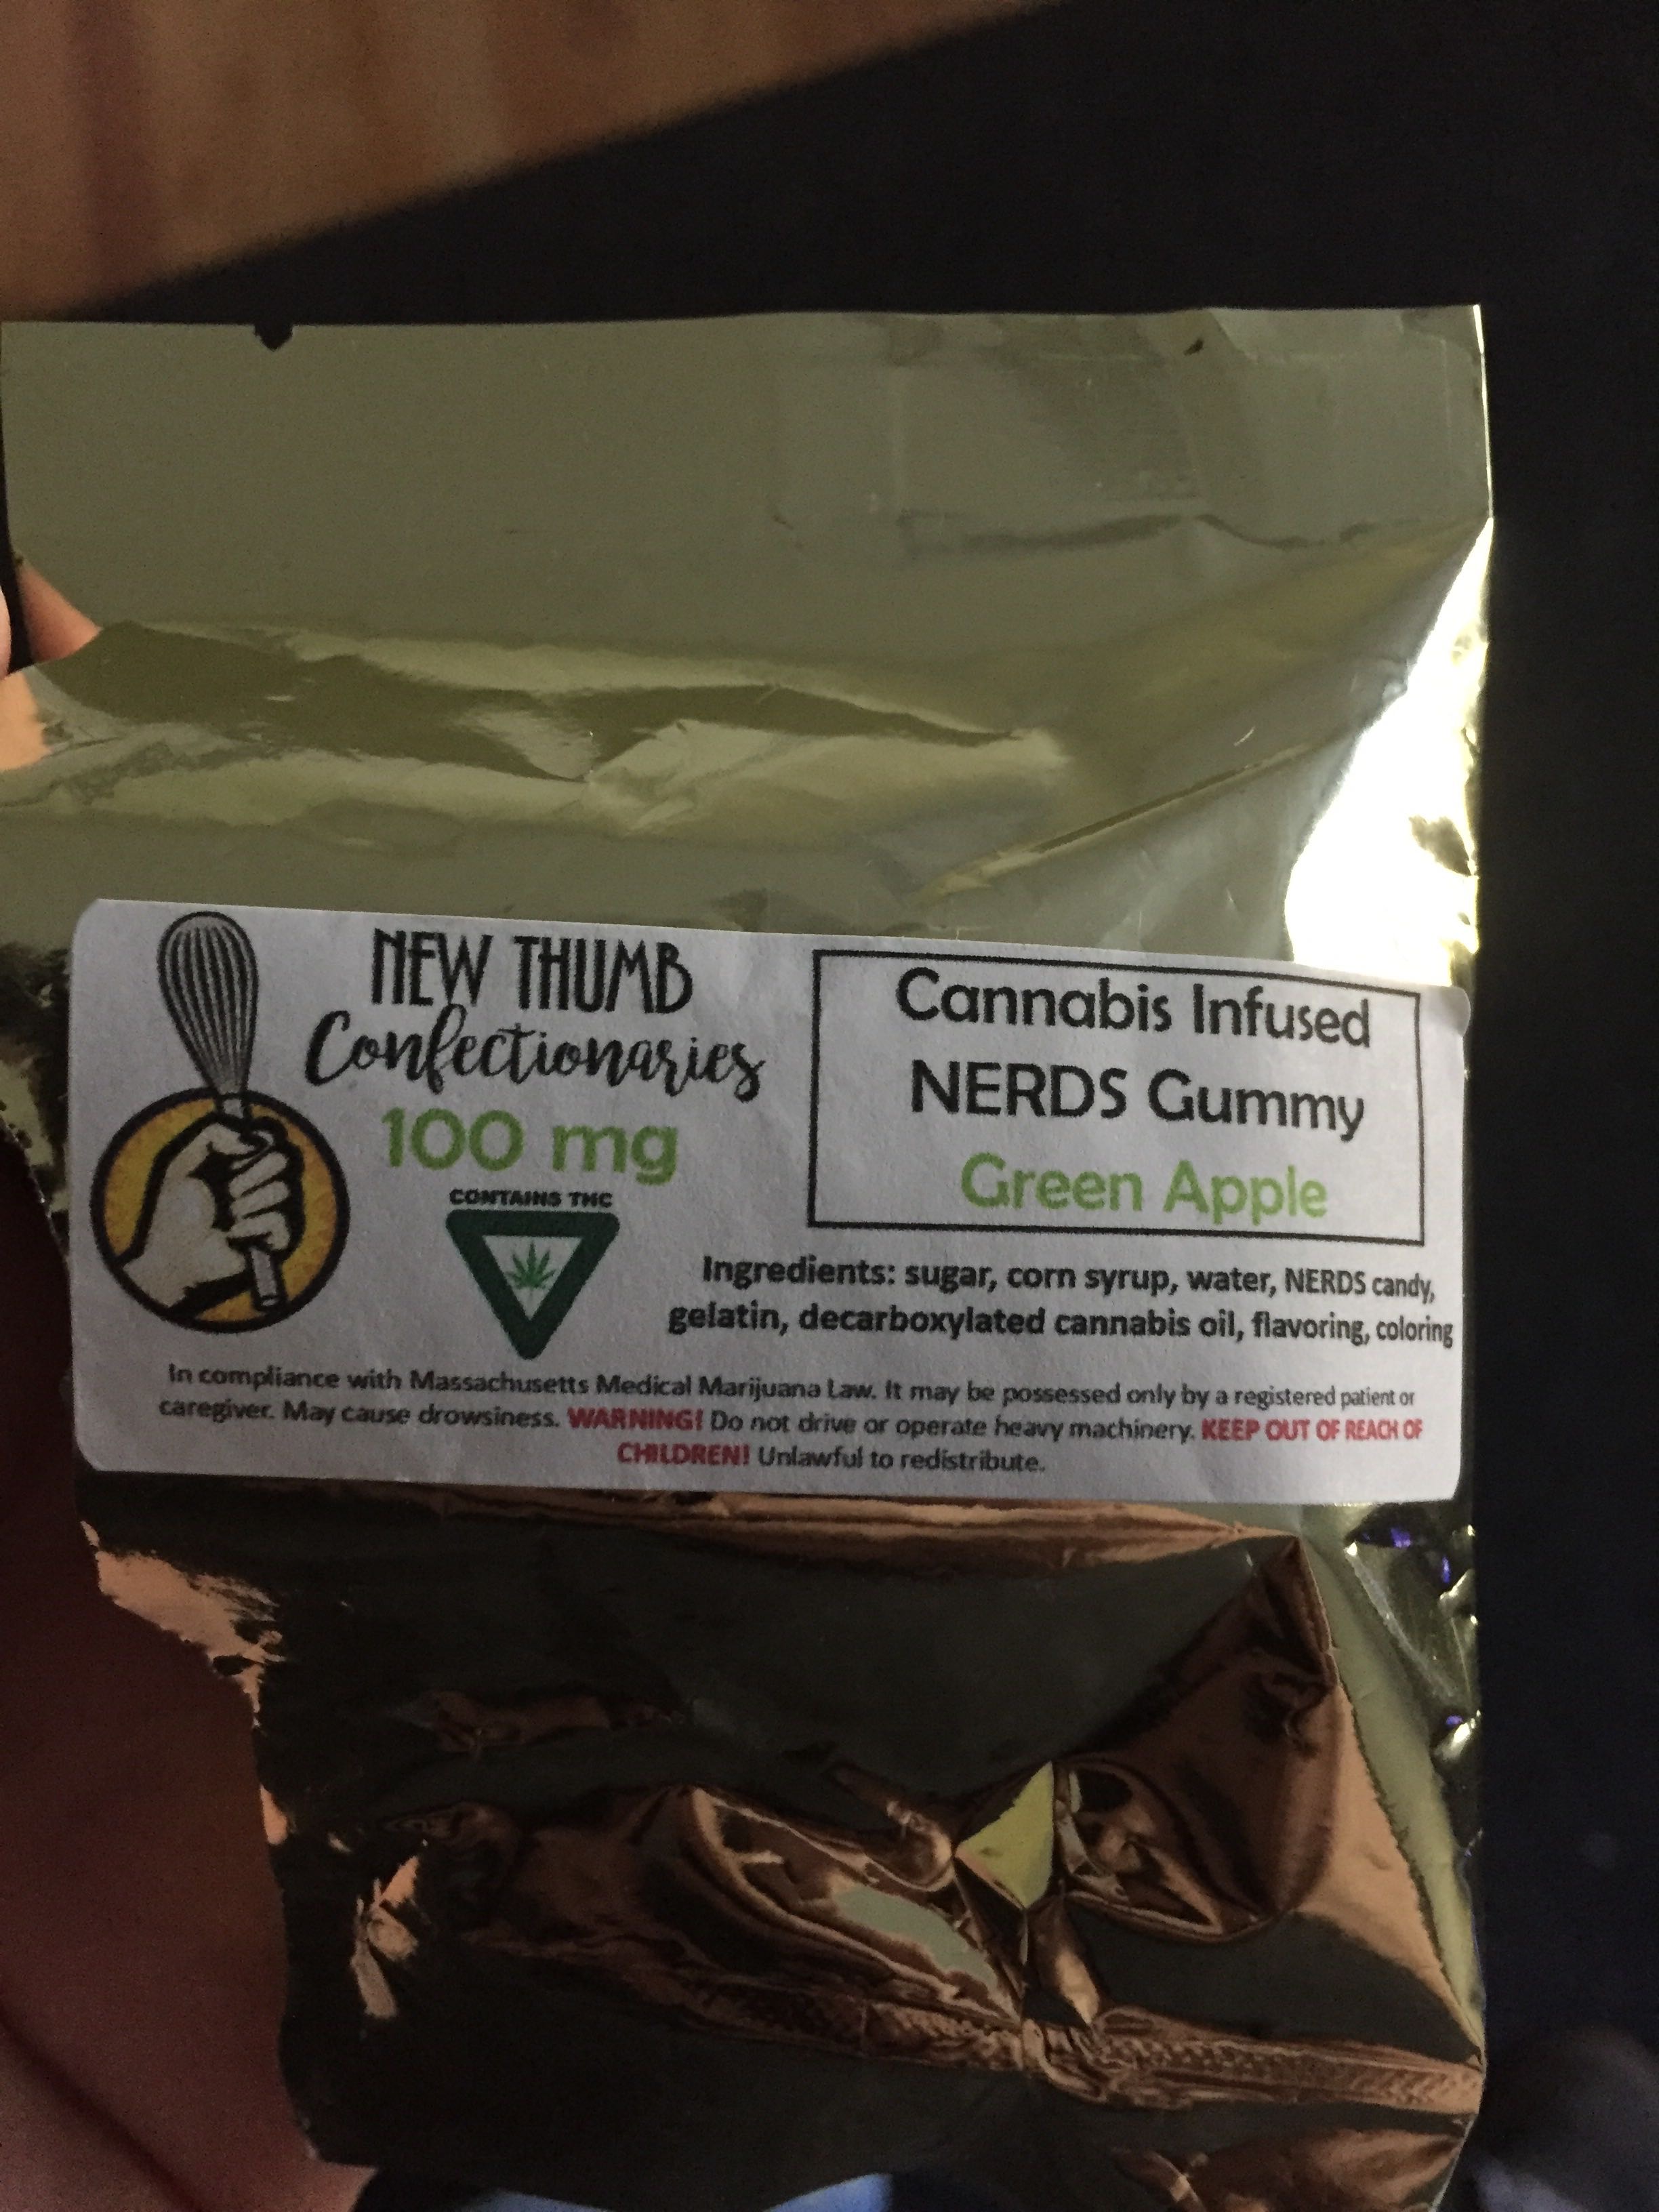 NEW THUMB
Confectionaries
100 mg
CONTAINS THC
Cannabis Infused
NERDS Gummy
Green Apple
Ingredients: sugar, corn syrup, water, NERDS candy,
gelatin, decarboxylated cannabis oil, flavoring, coloring
In compliance with Massachusetts Medical Marijuana Law. It may be possessed only by a registered patient or
caregiver. May cause drowsiness. WARNING! Do not drive or operate heavy machinery. KEEP OUT OF REACH OF
CHILDREN! Unlawful to redistribute.